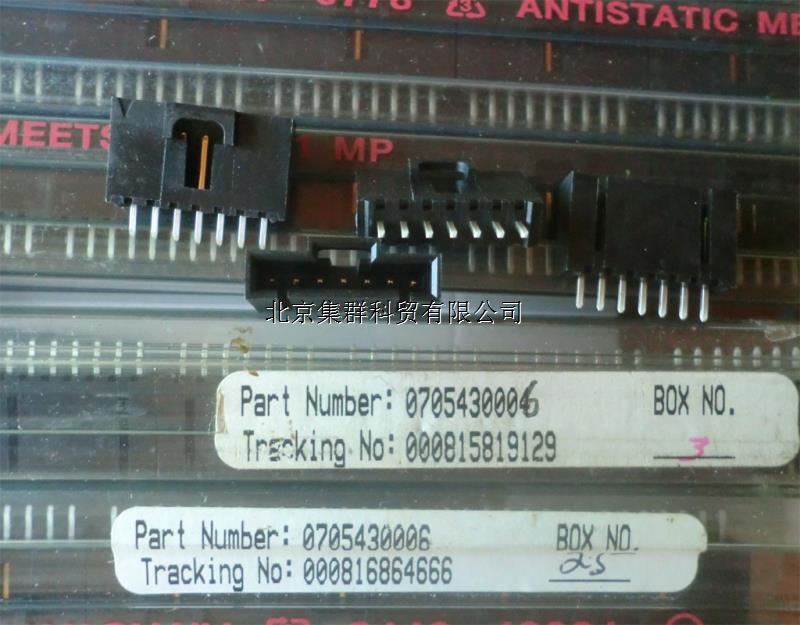 ANTISTATIC ME
MEETS
1 MP
北京集群科贸有限公司
Part Number: 0705430006
BOX NO.
Tracking No: 000815819129
3
Part Number: 0705430006
BOX NO.
Tracking No: 000816864666
25